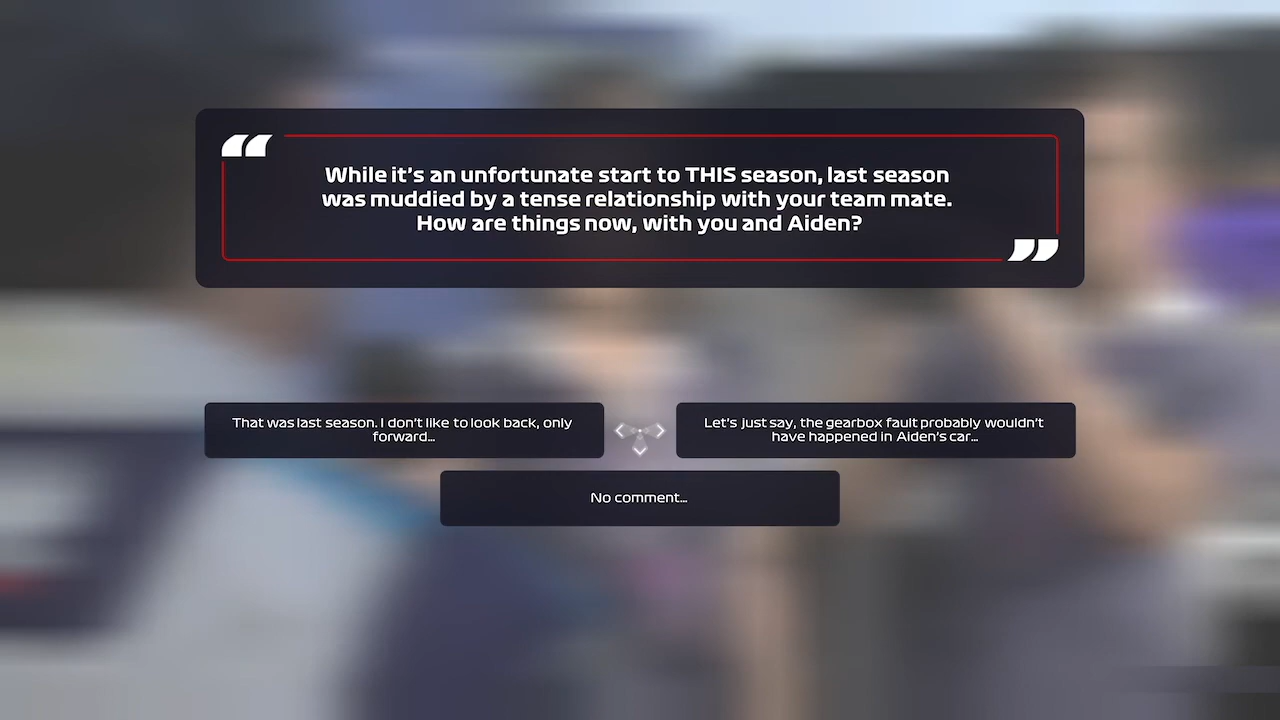 While it's an unfortunate start to THIS season, last season
was muddied by a tense relationship with your team mate.
How are things now, with you and Aiden?
That was last season. I don't like to look back, only
forward...
Let's just say, the gearbox fault probably wouldn't
have happened in Aiden's car...
No comment...